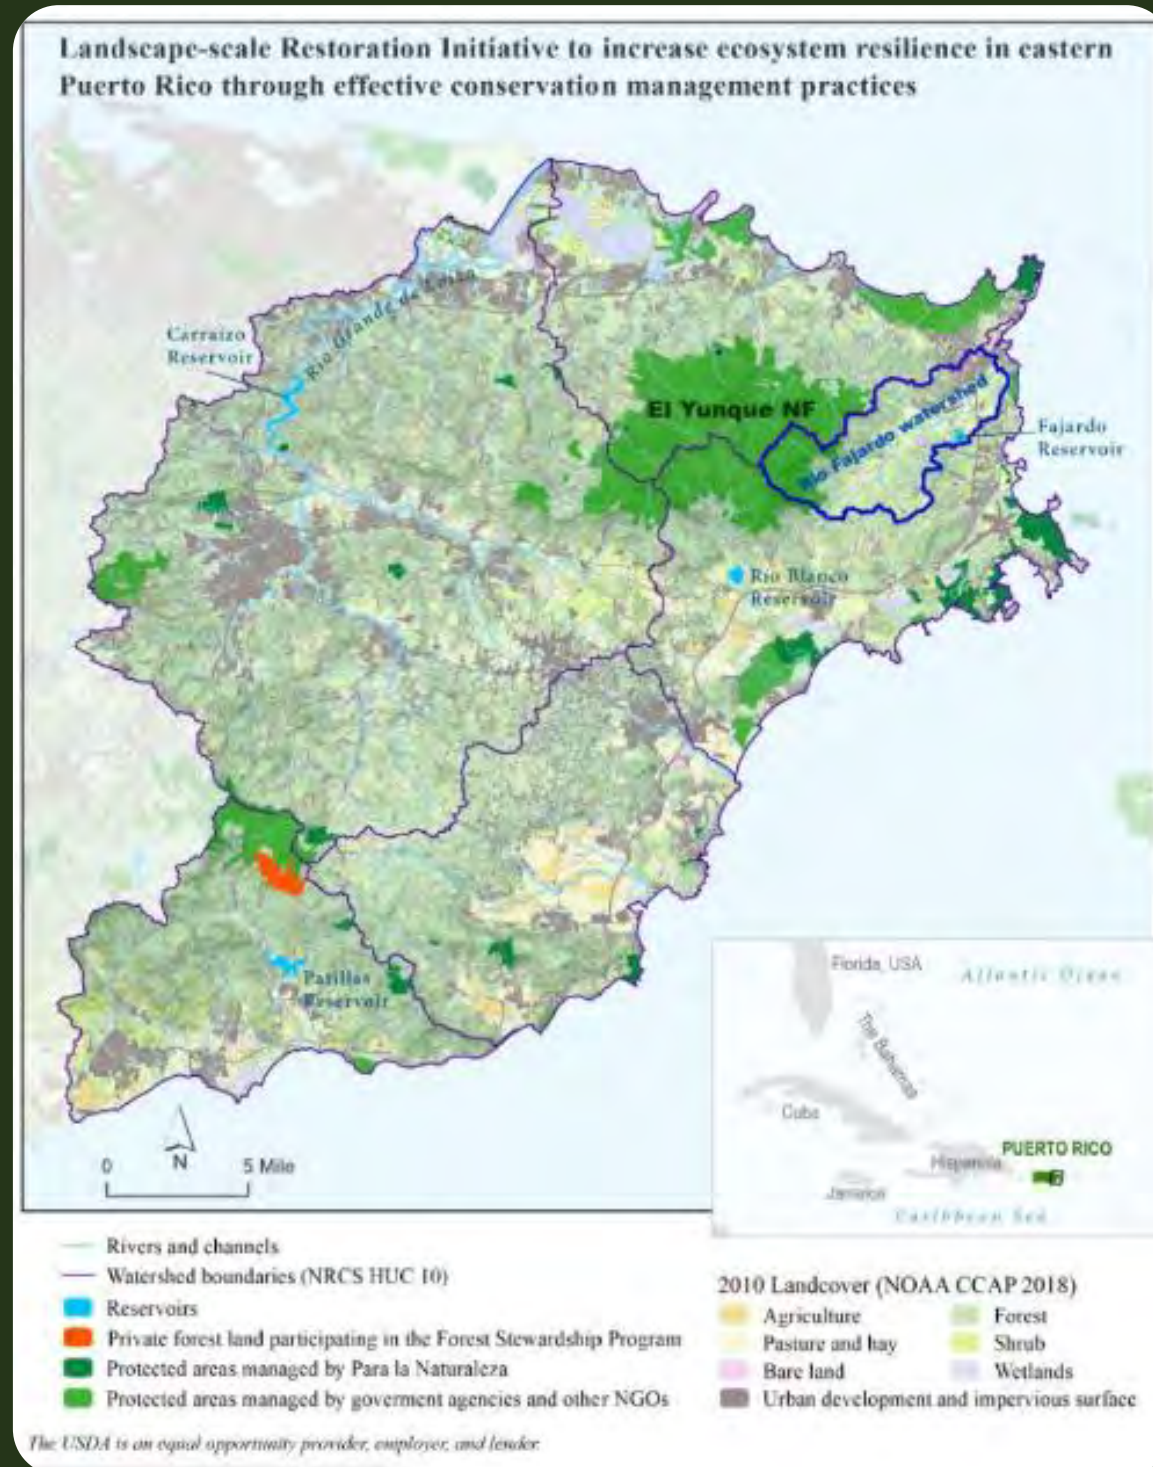 Landscape-scale Restoration Initiative to increase ecosystem resilience in eastern
Puerto Rico through effective conservation management practices
Carraizo
Reservoir
Rio Grande de Loiza
El Yunque NF
Rio Fajardo watershed
Fajardo
Reservoir
Rio Blanco
Reservoir
Patillas
Reservoir
0 N 5 Mile
Florida, USA
Atlantic Ocean
The Bahamas
Cuba
PUERTO RICO
Hispaniola
Jamaica
Caribbean Sea
Rivers and channels
Watershed boundaries (NRCS HUC 10)
Reservoirs
Private forest land participating in the Forest Stewardship Program
Protected areas managed by Para la Naturaleza
Protected areas managed by goverment agencies and other NGOs
2010 Landcover (NOAA CCAP 2018)
Agriculture
Forest
Pasture and hay
Shrub
Bare land
Wetlands
Urban development and impervious surface
The USDA is an equal opportunity provider, employer, and lender.